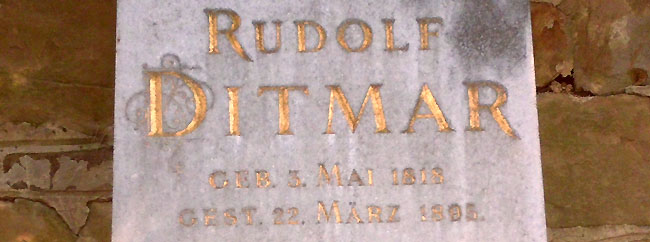 RUDOLF
DITMAR
GEB. 3. MAI 1818
GEST. 22. MÄRZ 1895.